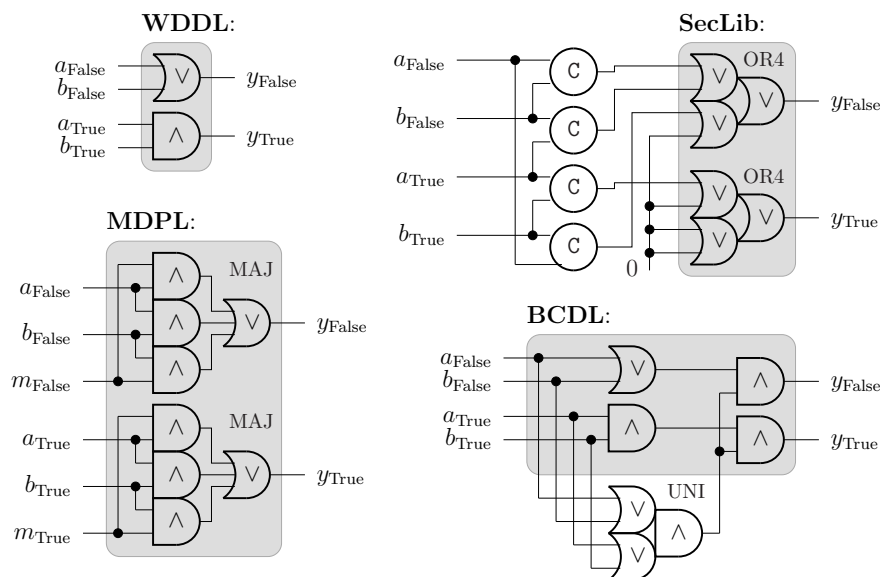 WDDL:
a_False
b_False
∨
y_False
a_True
b_True
∧
y_True
SecLib:
a_False
b_False
a_True
b_True
C
C
C
C
0
OR4
∨
∨
∨
y_False
OR4
∨
∨
∨
y_True
MDPL:
a_False
b_False
m_False
∧
∧
∧
MAJ
∨
y_False
a_True
b_True
m_True
∧
∧
∧
MAJ
∨
y_True
BCDL:
a_False
b_False
a_True
b_True
∨
∧
∧
y_False
∧
y_True
UNI
∨
∨
∧